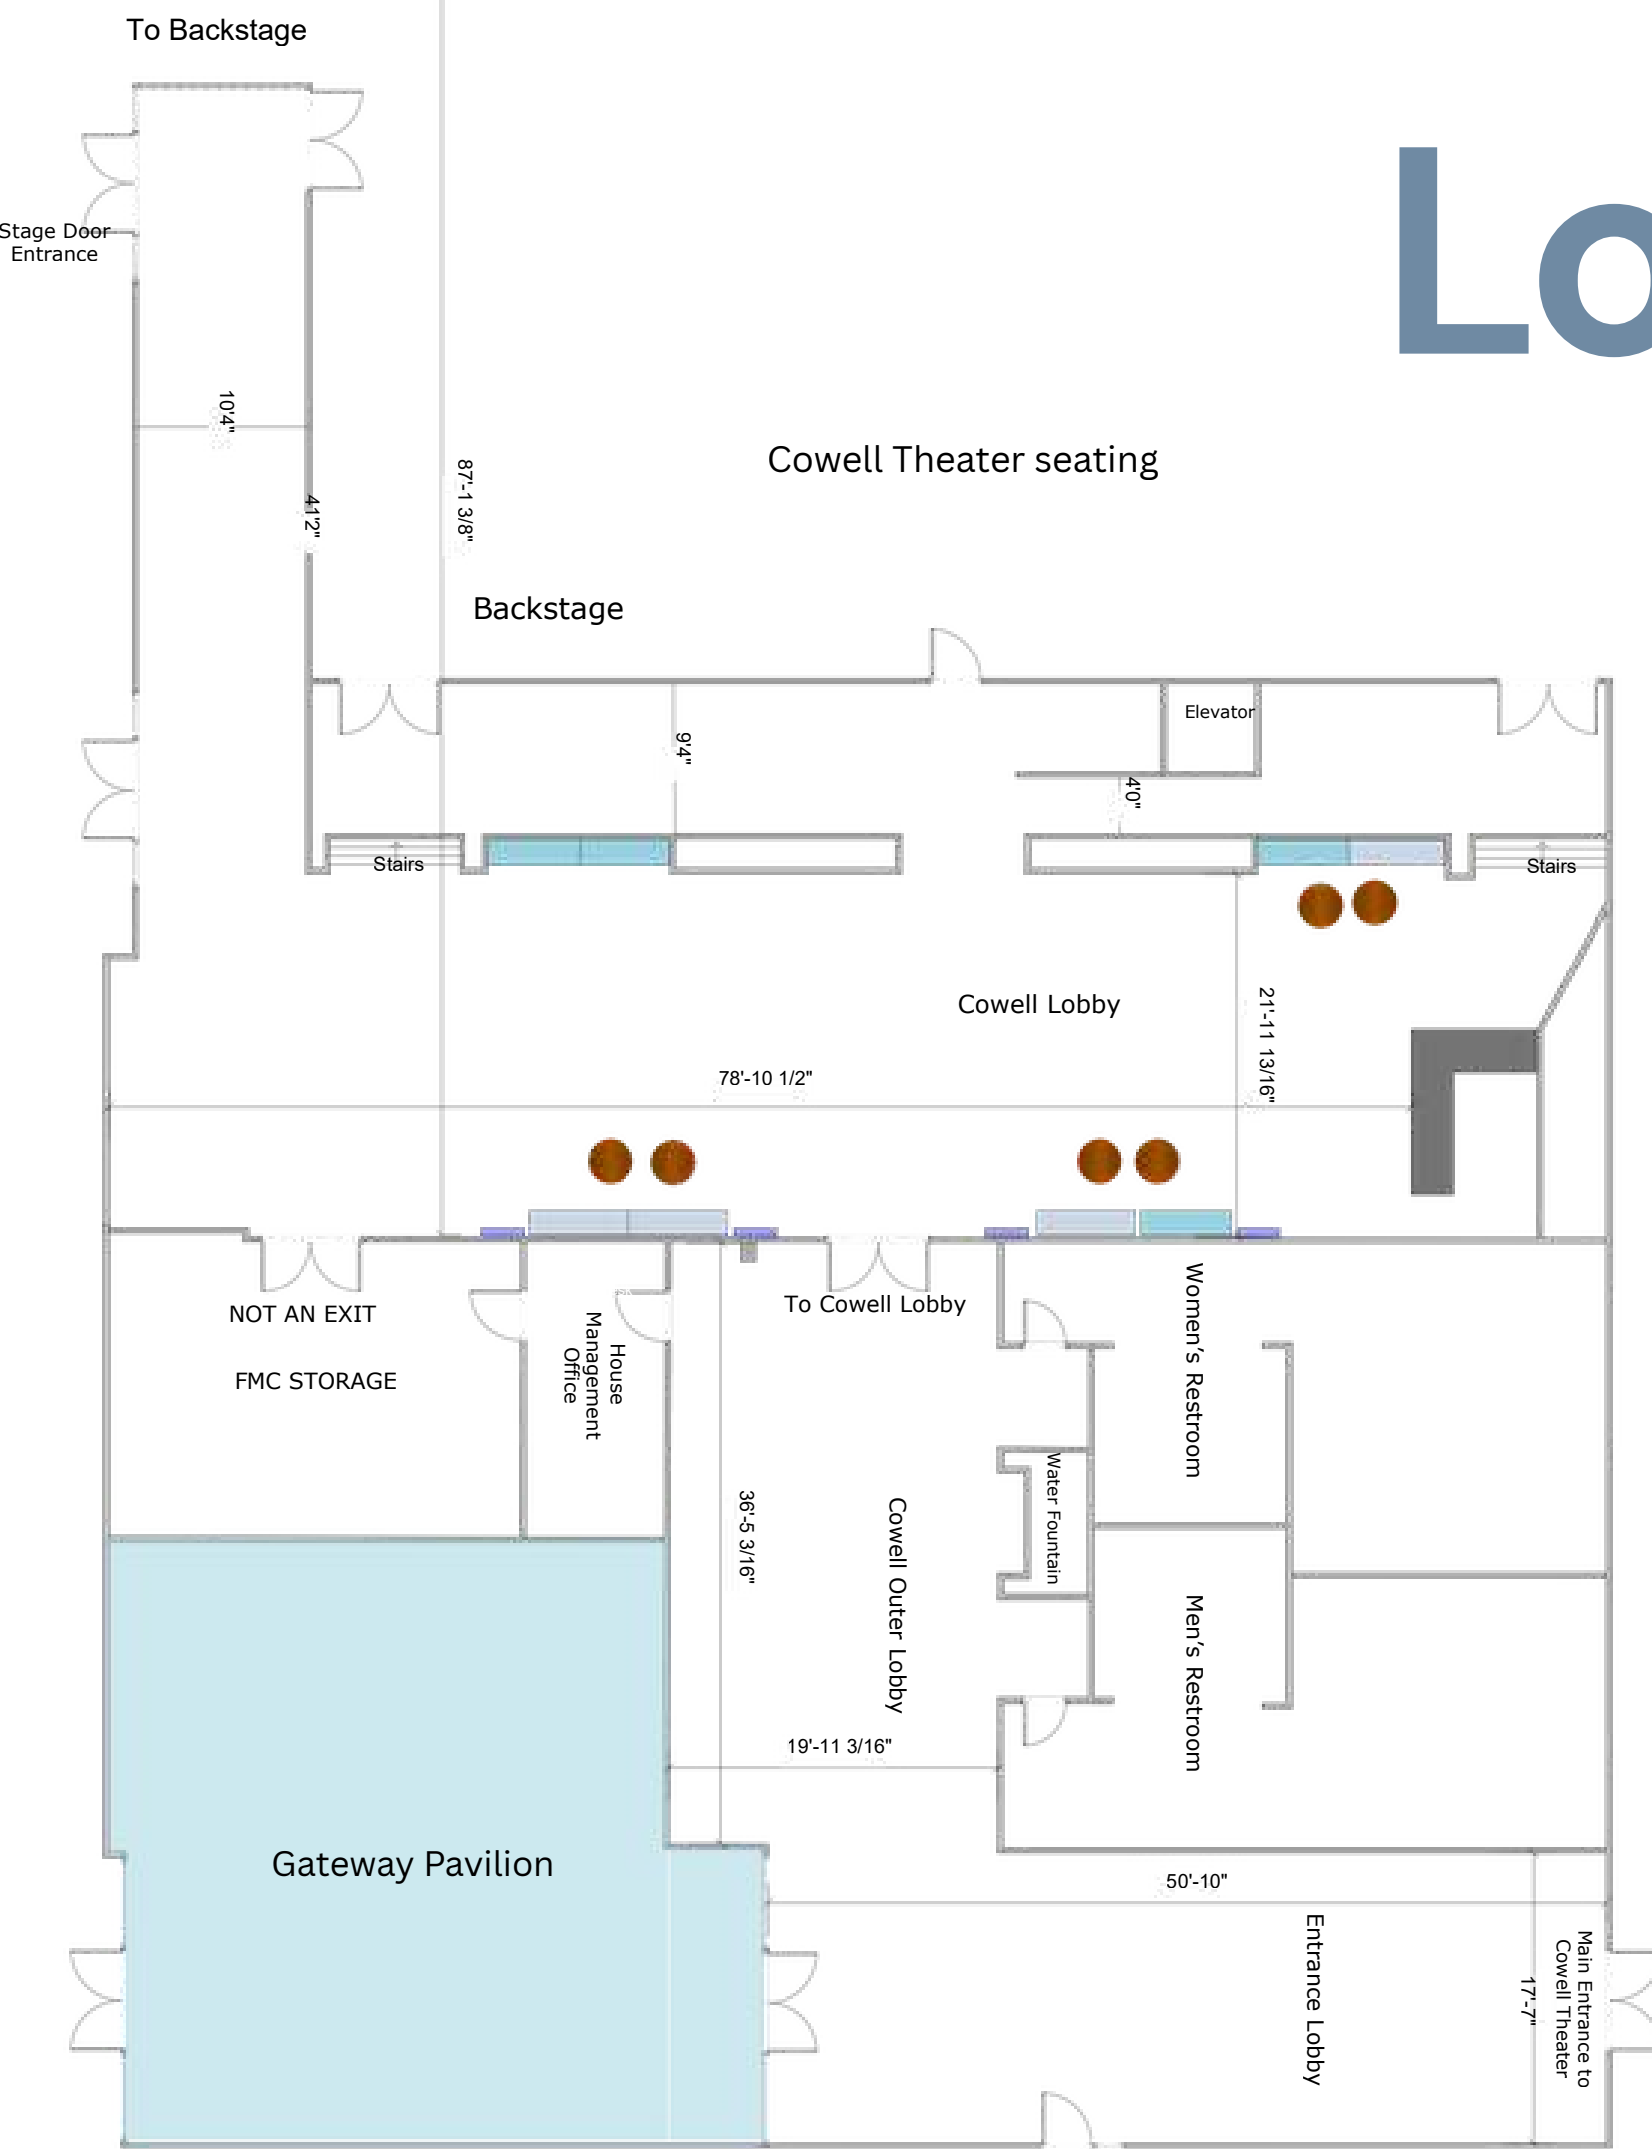 To Backstage
Lo
Stage Door
Entrance
10'4"
41'2"
87'-1 3/8"
Cowell Theater seating
Backstage
Elevator
9'4"
4'0"
Stairs
Stairs
Cowell Lobby
21'-11 13/16"
78'-10 1/2"
NOT AN EXIT
FMC STORAGE
House
Management
Office
To Cowell Lobby
Women's Restroom
Water Fountain
36'-5 3/16"
Cowell Outer Lobby
Men's Restroom
19'-11 3/16"
Gateway Pavilion
50'-10"
Entrance Lobby
17'-7"
Main Entrance to
Cowell Theater